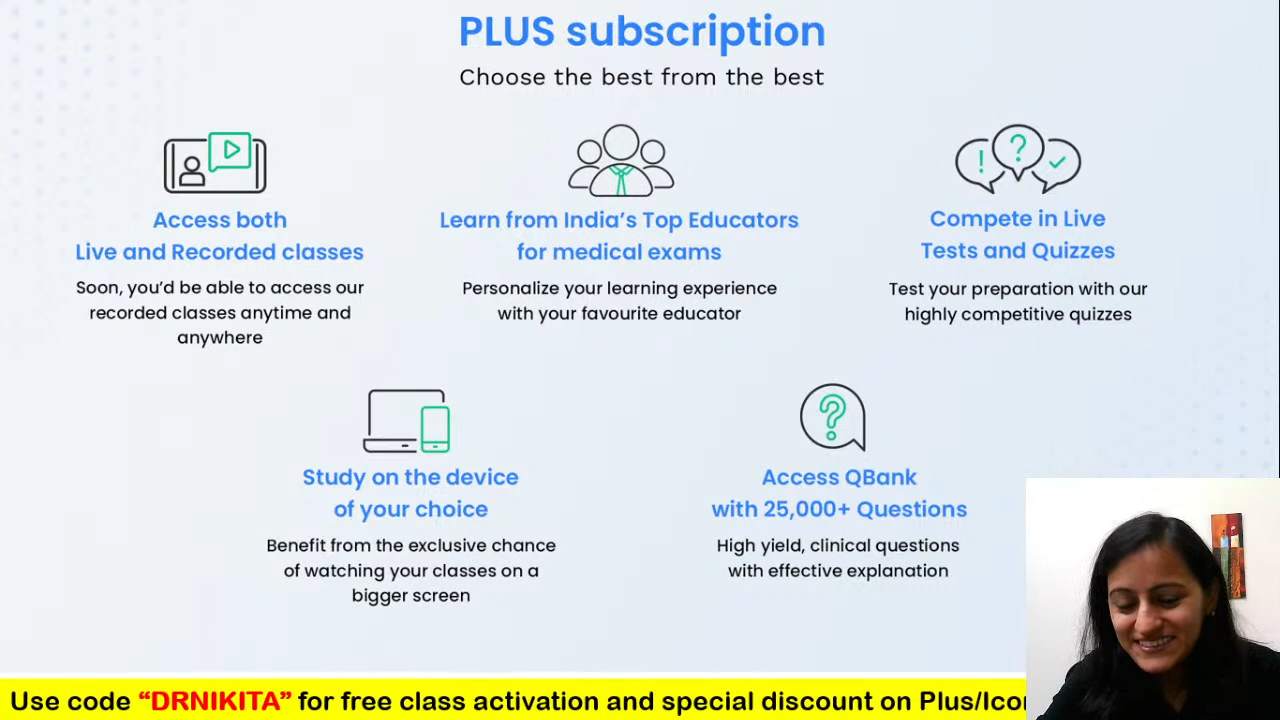 PLUS subscription
Choose the best from the best
Access both
Live and Recorded classes
Soon, you’d be able to access our
recorded classes anytime and
anywhere
Learn from India’s Top Educators
for medical exams
Personalize your learning experience
with your favourite educator
Compete in Live
Tests and Quizzes
Test your preparation with our
highly competitive quizzes
Study on the device
of your choice
Benefit from the exclusive chance
of watching your classes on a
bigger screen
Access QBank
with 25,000+ Questions
High yield, clinical questions
with effective explanation
Use code “DRNIKITA” for free class activation and special discount on Plus/